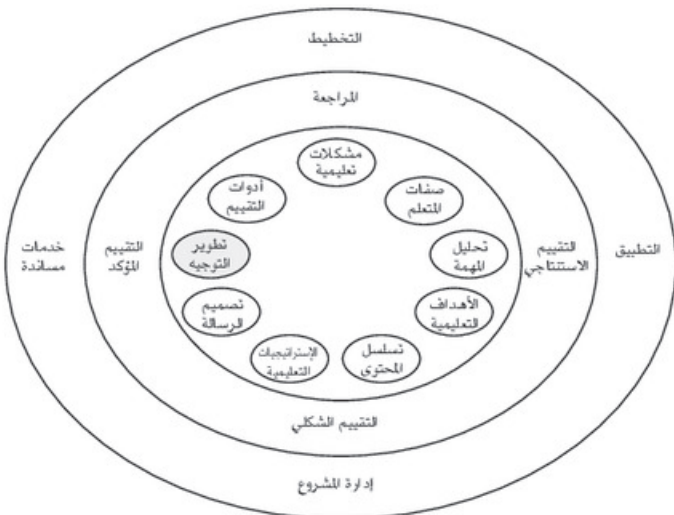 التخطيط
المراجعة
مشكلات
تعليمية
أدوات
التقييم
صفات
المتعلم
خدمات
مساندة
التقييم
المؤكد
تطوير
التوجيه
تحليل
المهمة
التقييم
الاستنتاجي
التطبيق
تصميم
الرسالة
الأهداف
التعليمية
الإستراتيجيات
التعليمية
تسلسل
المحتوى
التقييم الشكلي
إدارة المشروع